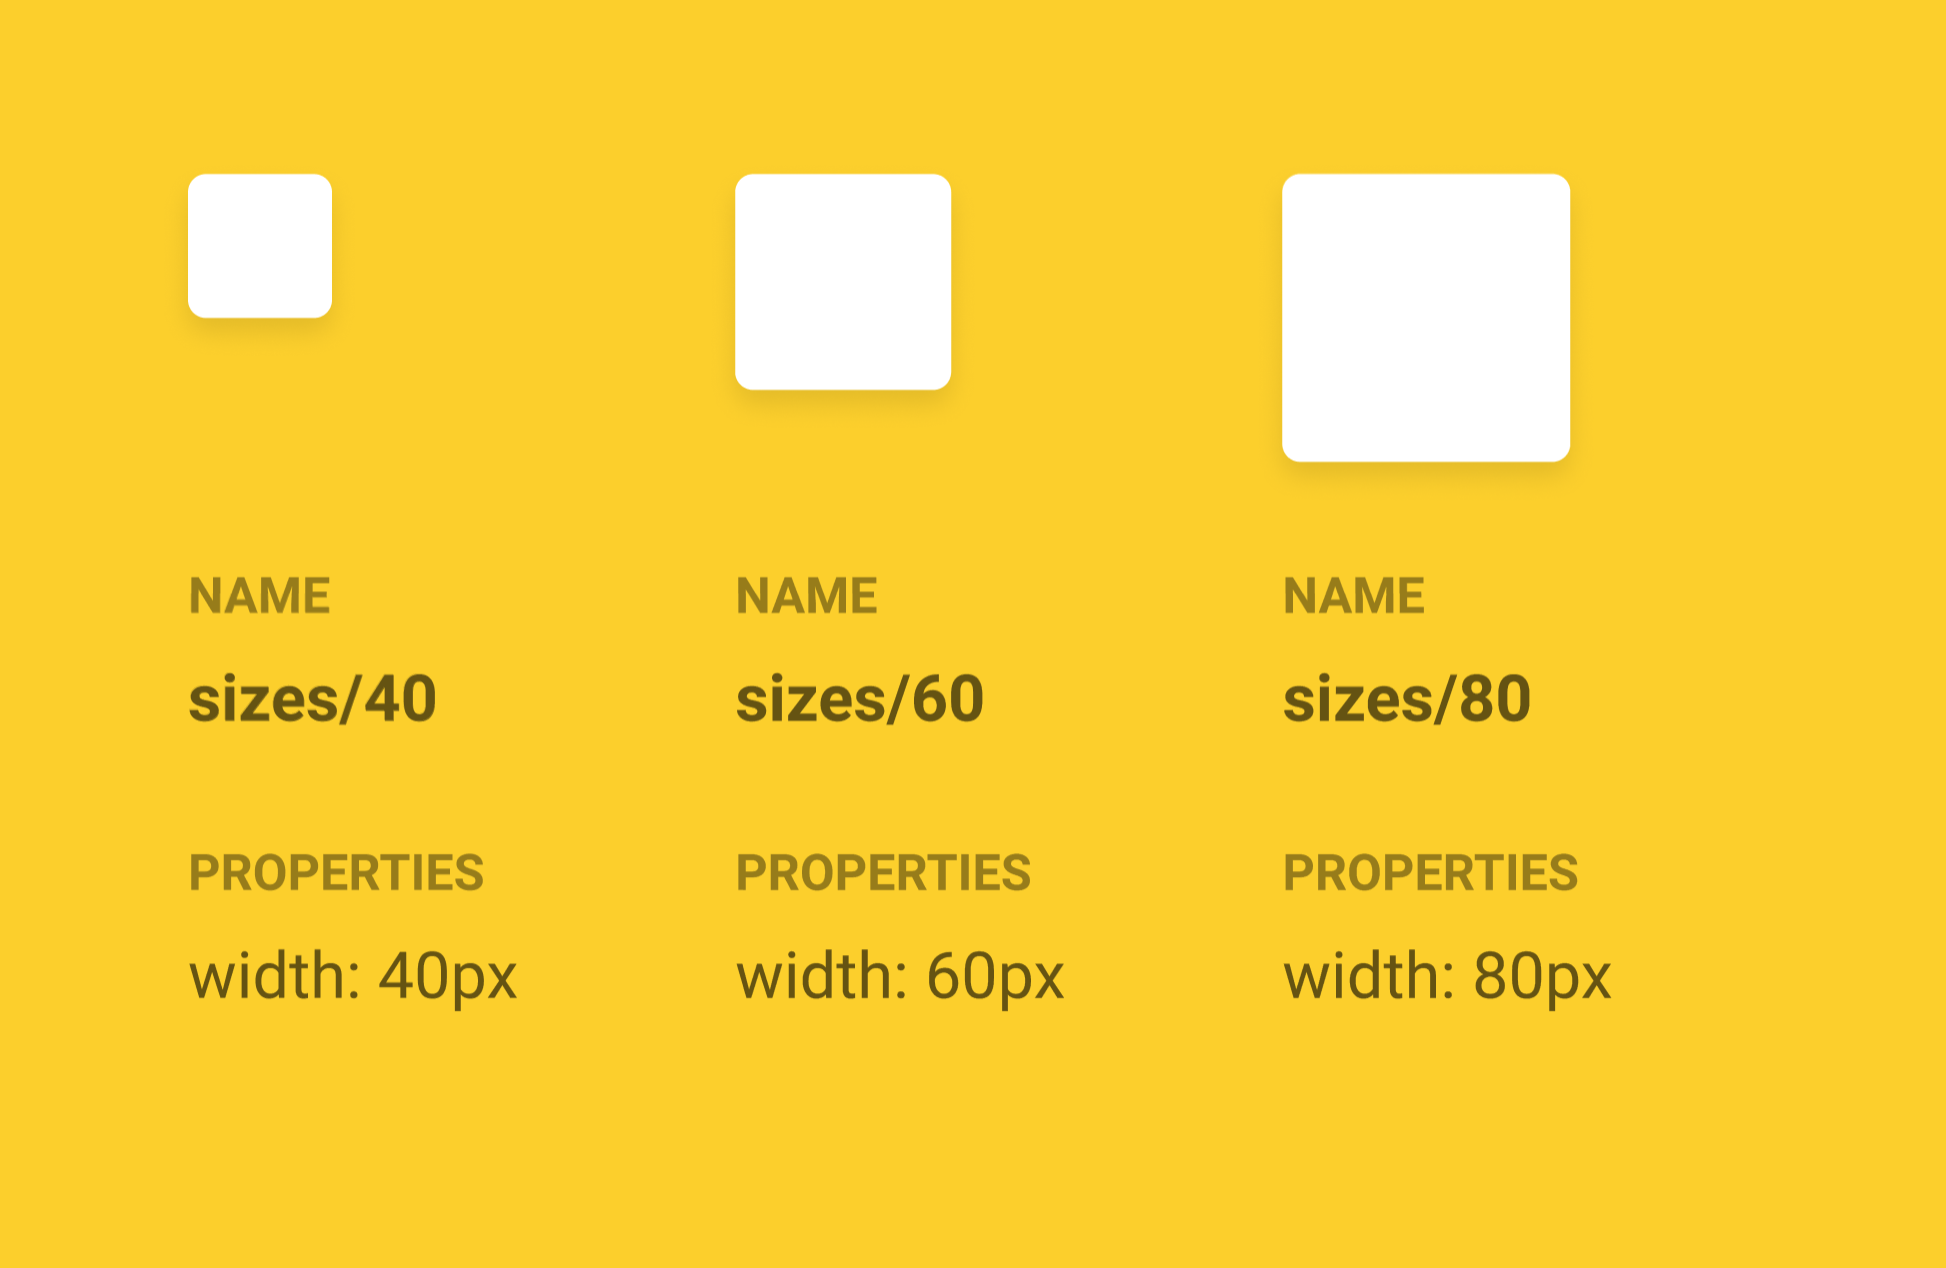 NAME
sizes/40
PROPERTIES
width: 40px
NAME
sizes/60
PROPERTIES
width: 60px
NAME
sizes/80
PROPERTIES
width: 80px